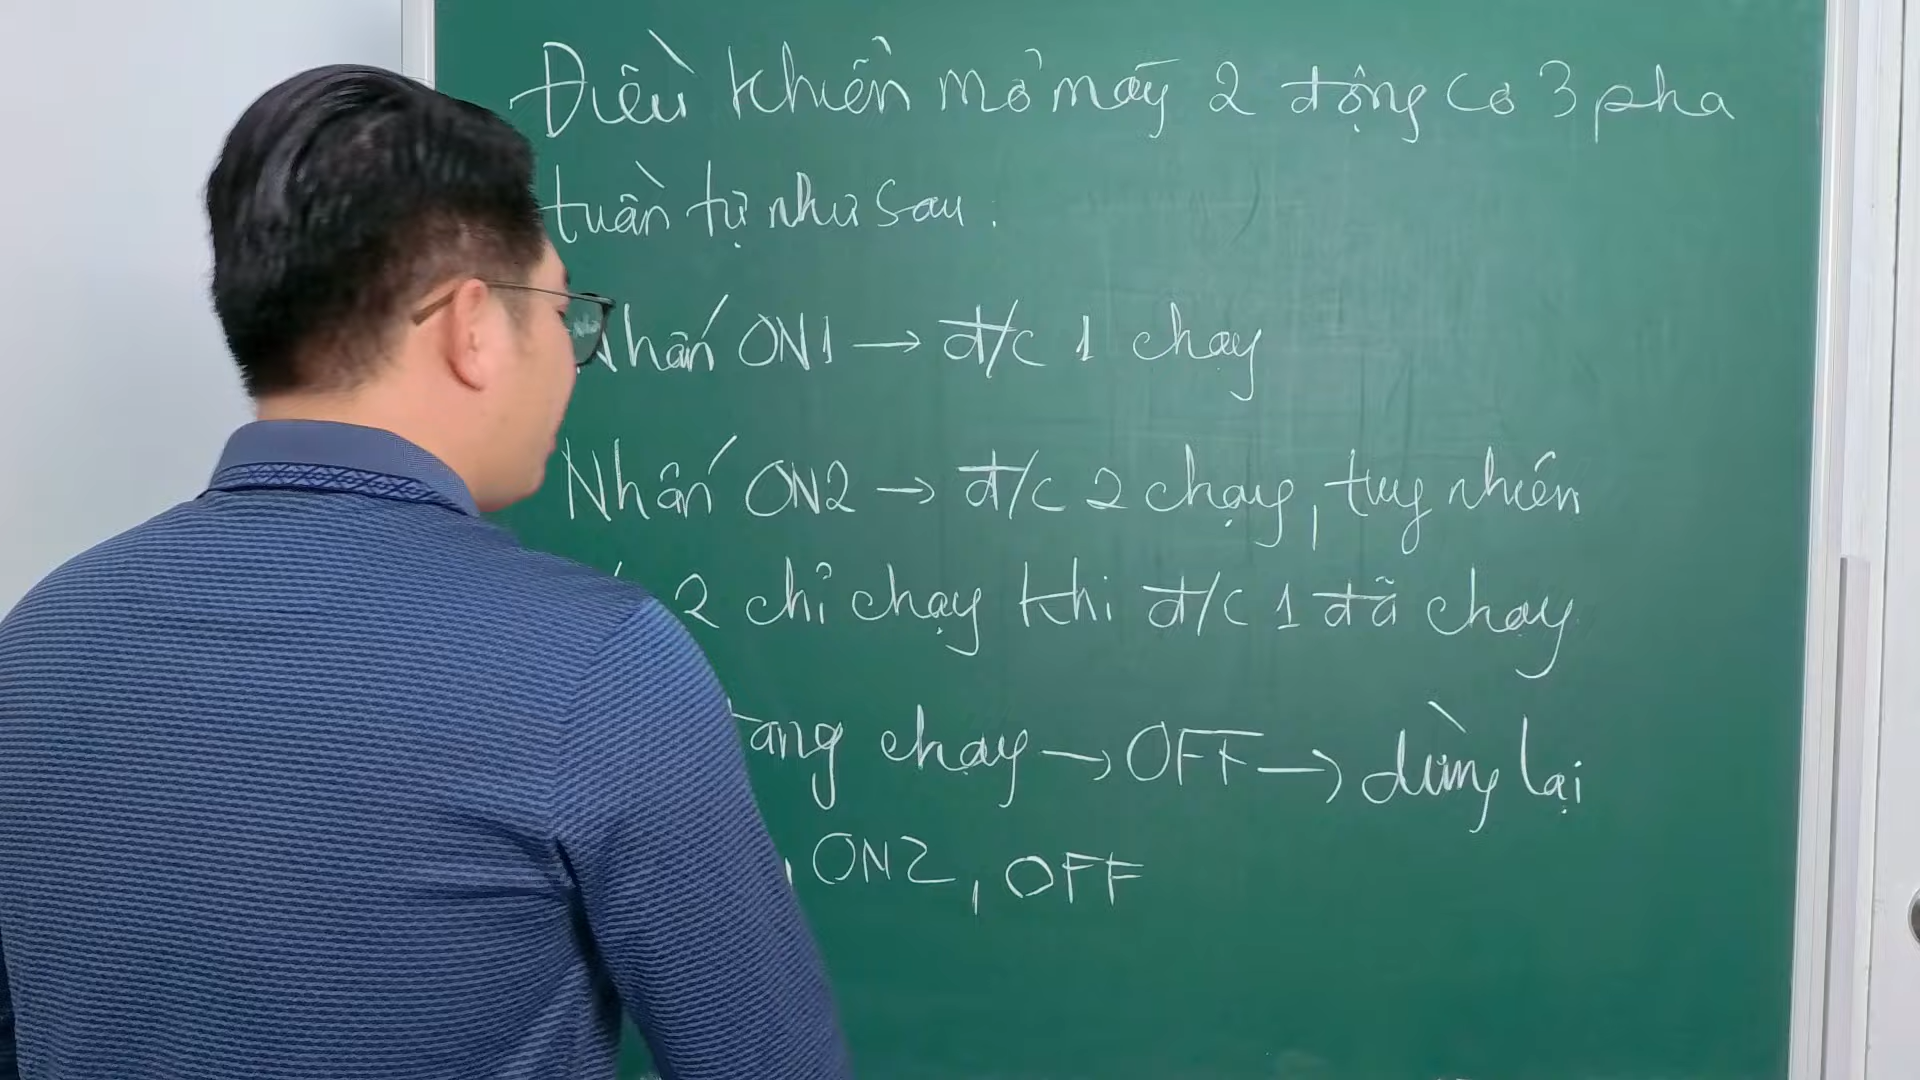 Điều khiển mở máy 2 động cơ 3 pha
tuần tự như sau:
Nhấn ON1 → đ/c 1 chạy
Nhấn ON2 → đ/c 2 chạy, tuy nhiên
2 chỉ chạy khi đ/c 1 đã chạy
đang chạy → OFF → dừng lại
, ON2, OFF